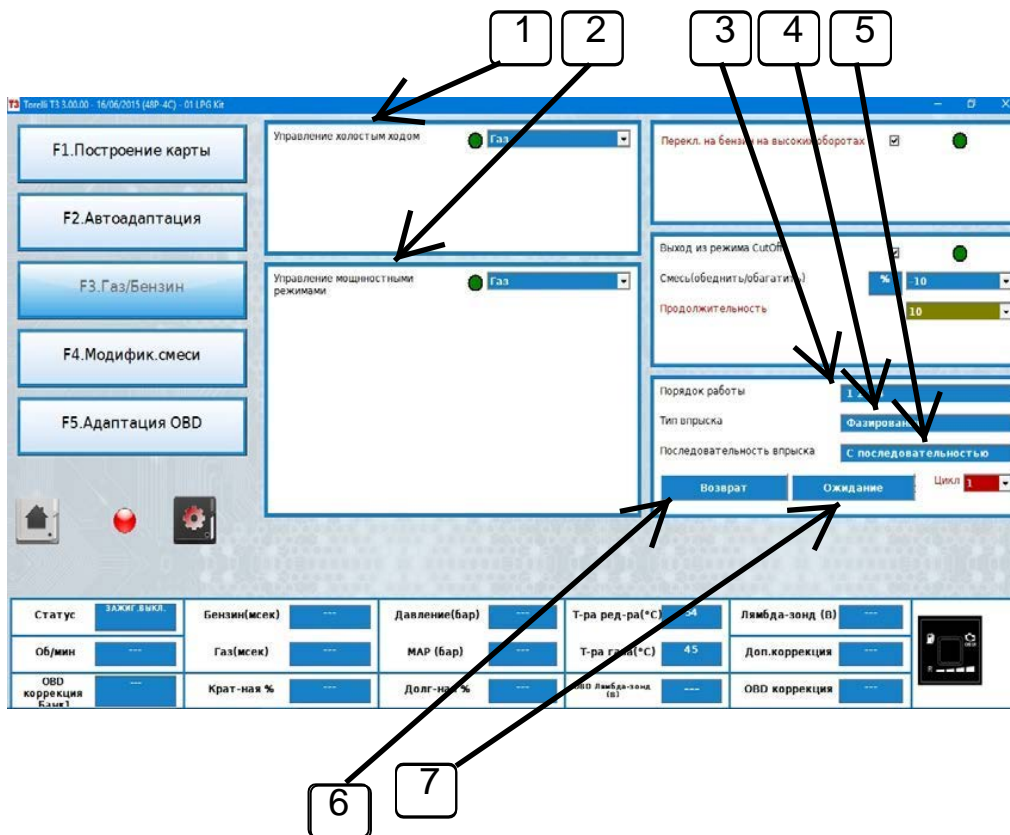 1 2 3 4 5
T3 Torelli T3 3.00.00 - 16/06/2015 (48P-4C) - 01 LPG Kit
F1.Построение карты
F2.Автоадаптация
F3.Газ/Бензин
F4.Модифик.смеси
F5.Адаптация OBD
Управление холостым ходом Газ
Управление мощнностными Газ
режимами
Перекл. на бензин на высоких оборотах
Выход из режима CutOff
Смесь(обеднить/обагатить) % -10
Продолжительность 10
Порядок работы 1
Тип впрыска
Последовательность впрыска С последовательностью
Возврат Ожидание Цикл 1
Статус ЗАЖИГ.ВЫКЛ. Бензин(мсек) --- Давление(бар) --- Т-ра ред-ра(°C) Лямбда-зонд (В) ---
Об/мин --- Газ(мсек) --- МАР (бар) --- Т-ра газа(°C) 45 Доп.коррекция ---
OBD
коррекция
Банк1 --- Крат-ная % --- Долг-ная % --- OBD Лямбда-зонд
(В) --- OBD коррекция ---
6 7